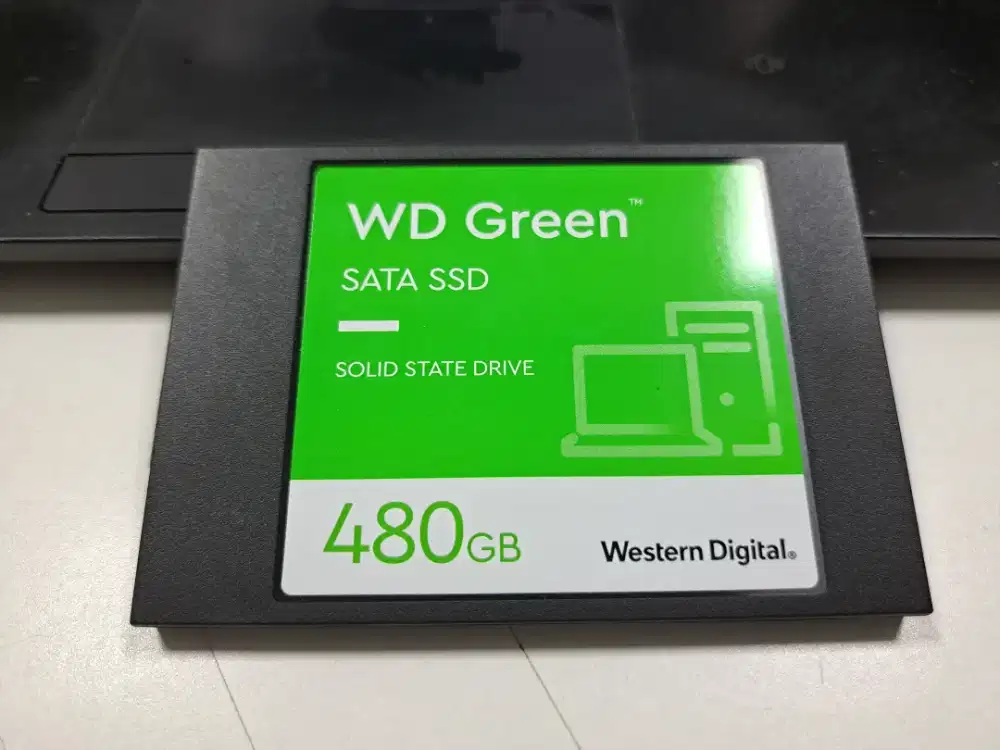 WD Green™
SATA SSD
SOLID STATE DRIVE
480GB
Western Digital®